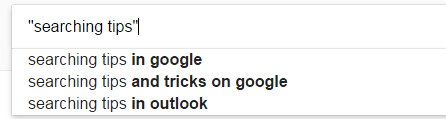 "searching tips"
searching tips in google
searching tips and tricks on google
searching tips in outlook